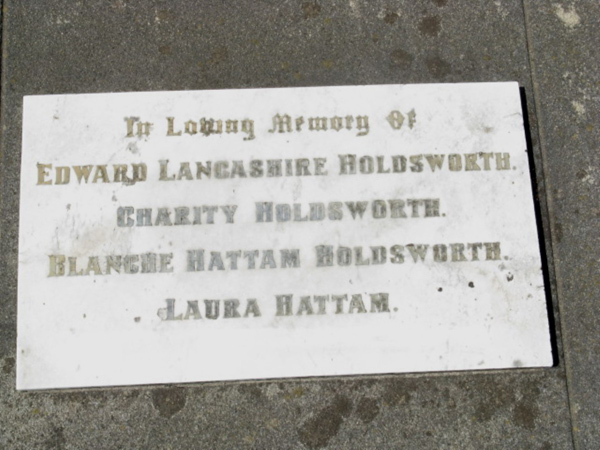 In Loving Memory Of
EDWARD LANCASHIRE HOLDSWORTH.
CHARITY HOLDSWORTH.
BLANCHE HATTAM HOLDSWORTH.
LAURA HATTAM.